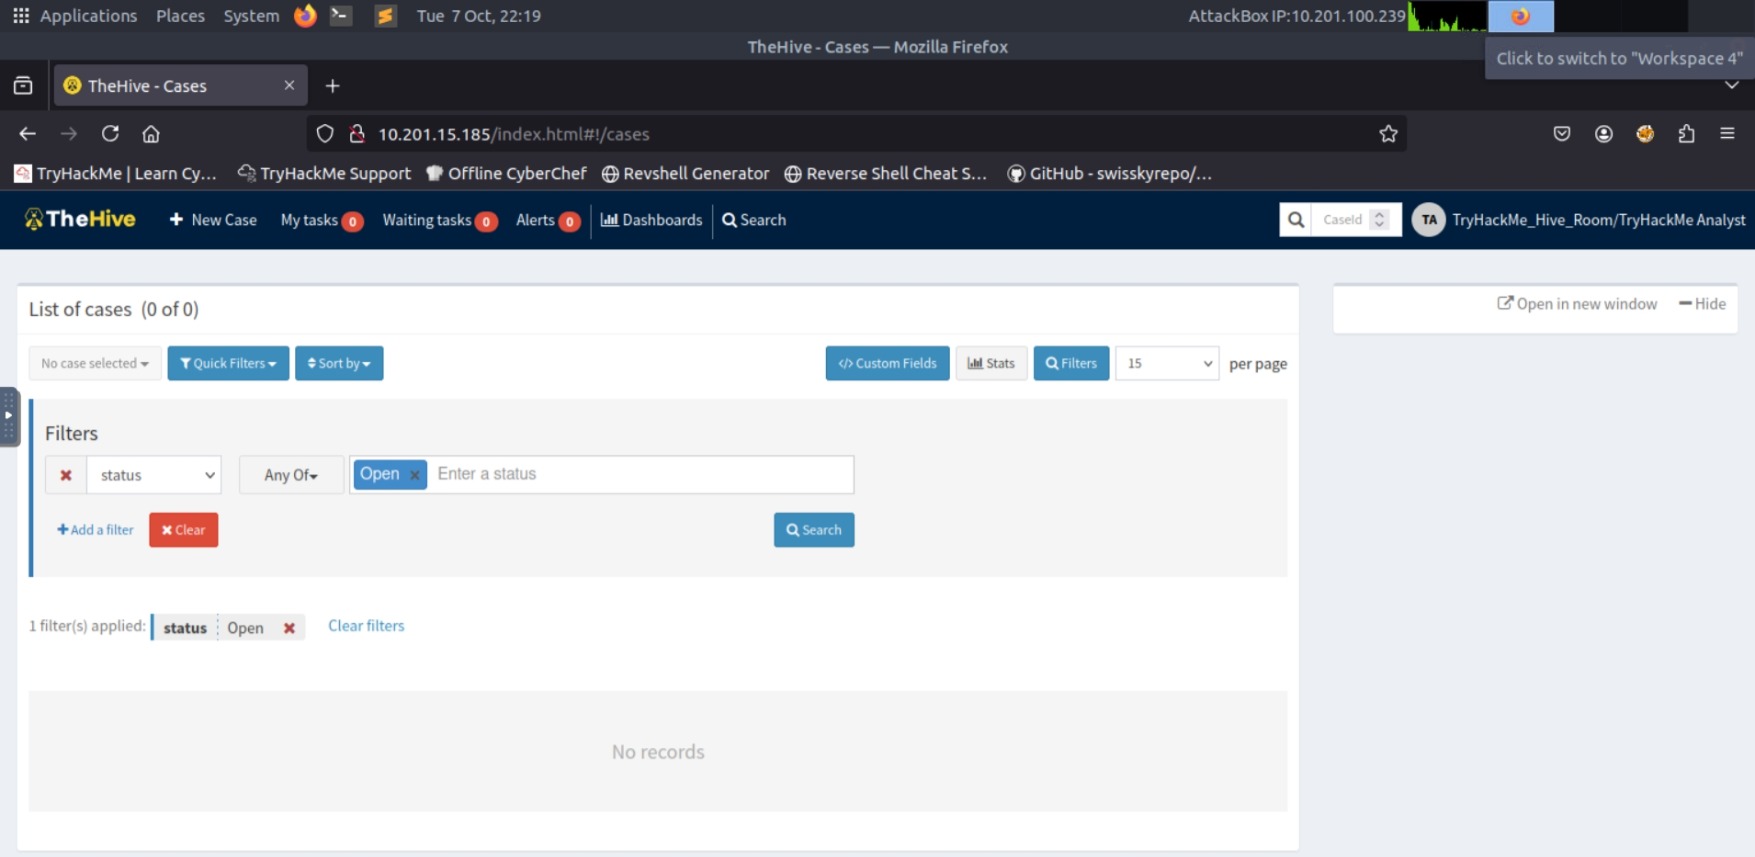 Applications Places System Tue 7 Oct, 22:19 AttackBox IP:10.201.100.239
TheHive - Cases — Mozilla Firefox
Click to switch to "Workspace 4"
TheHive - Cases
10.201.15.185/index.html#!/cases
TryHackMe | Learn Cy... TryHackMe Support Offline CyberChef Revshell Generator Reverse Shell Cheat S... GitHub - swisskyrepo/...
TheHive + New Case My tasks 0 Waiting tasks 0 Alerts 0 Dashboards Search CaseId TA TryHackMe_Hive_Room/TryHackMe Analyst
List of cases (0 of 0)
Open in new window Hide
No case selected Quick Filters Sort by </> Custom Fields Stats Filters 15 per page
Filters
status Any Of Open Enter a status
+ Add a filter Clear Search
1 filter(s) applied: status Open Clear filters
No records